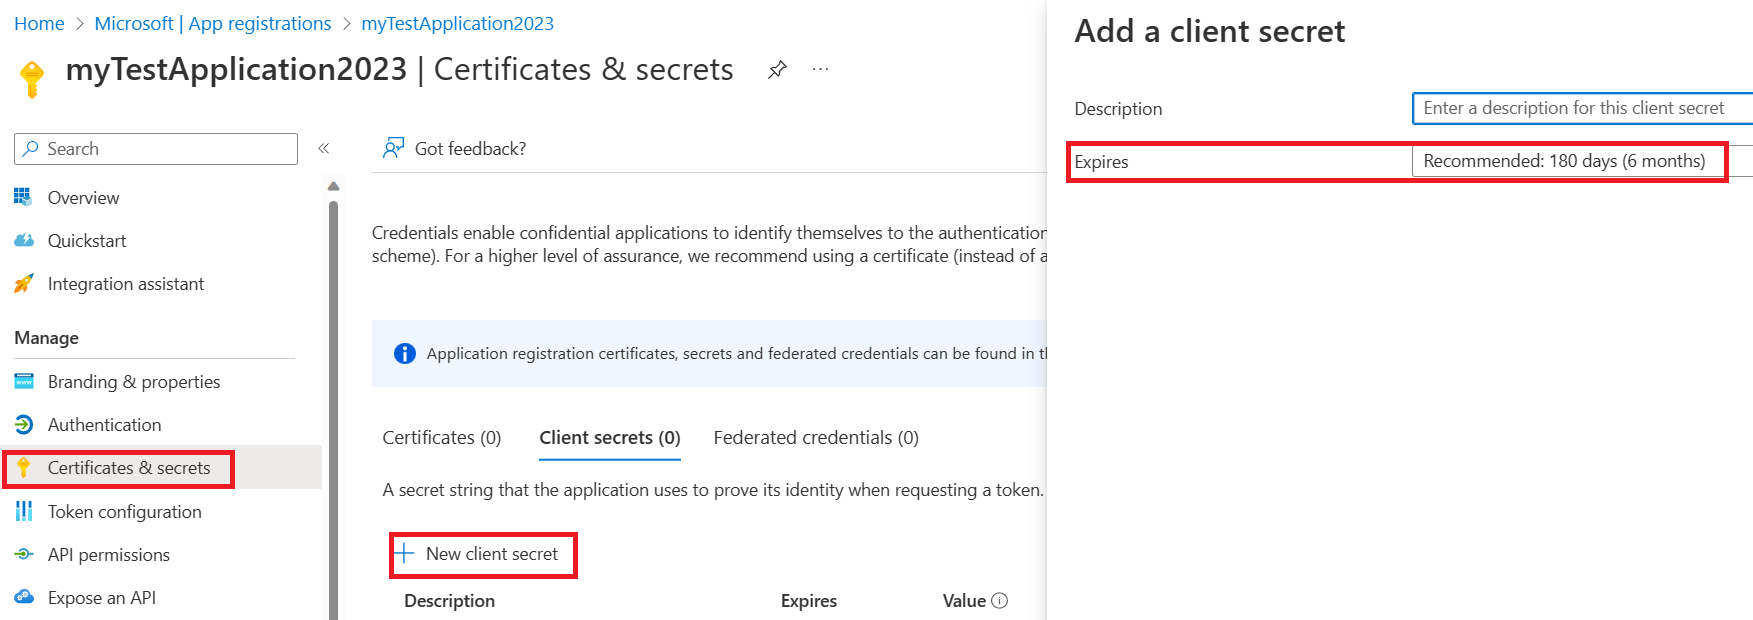 Home > Microsoft | App registrations > myTestApplication2023
myTestApplication2023 | Certificates & secrets
Search
Overview
Quickstart
Integration assistant
Manage
Branding & properties
Authentication
Certificates & secrets
Token configuration
API permissions
Expose an API
Got feedback?
Credentials enable confidential applications to identify themselves to the authentication
scheme). For a higher level of assurance, we recommend using a certificate (instead of a
Application registration certificates, secrets and federated credentials can be found in
Certificates (0) Client secrets (0) Federated credentials (0)
A secret string that the application uses to prove its identity when requesting a token.
New client secret
Description Expires Value
Add a client secret
Description Enter a description for this client secret
Expires Recommended: 180 days (6 months)